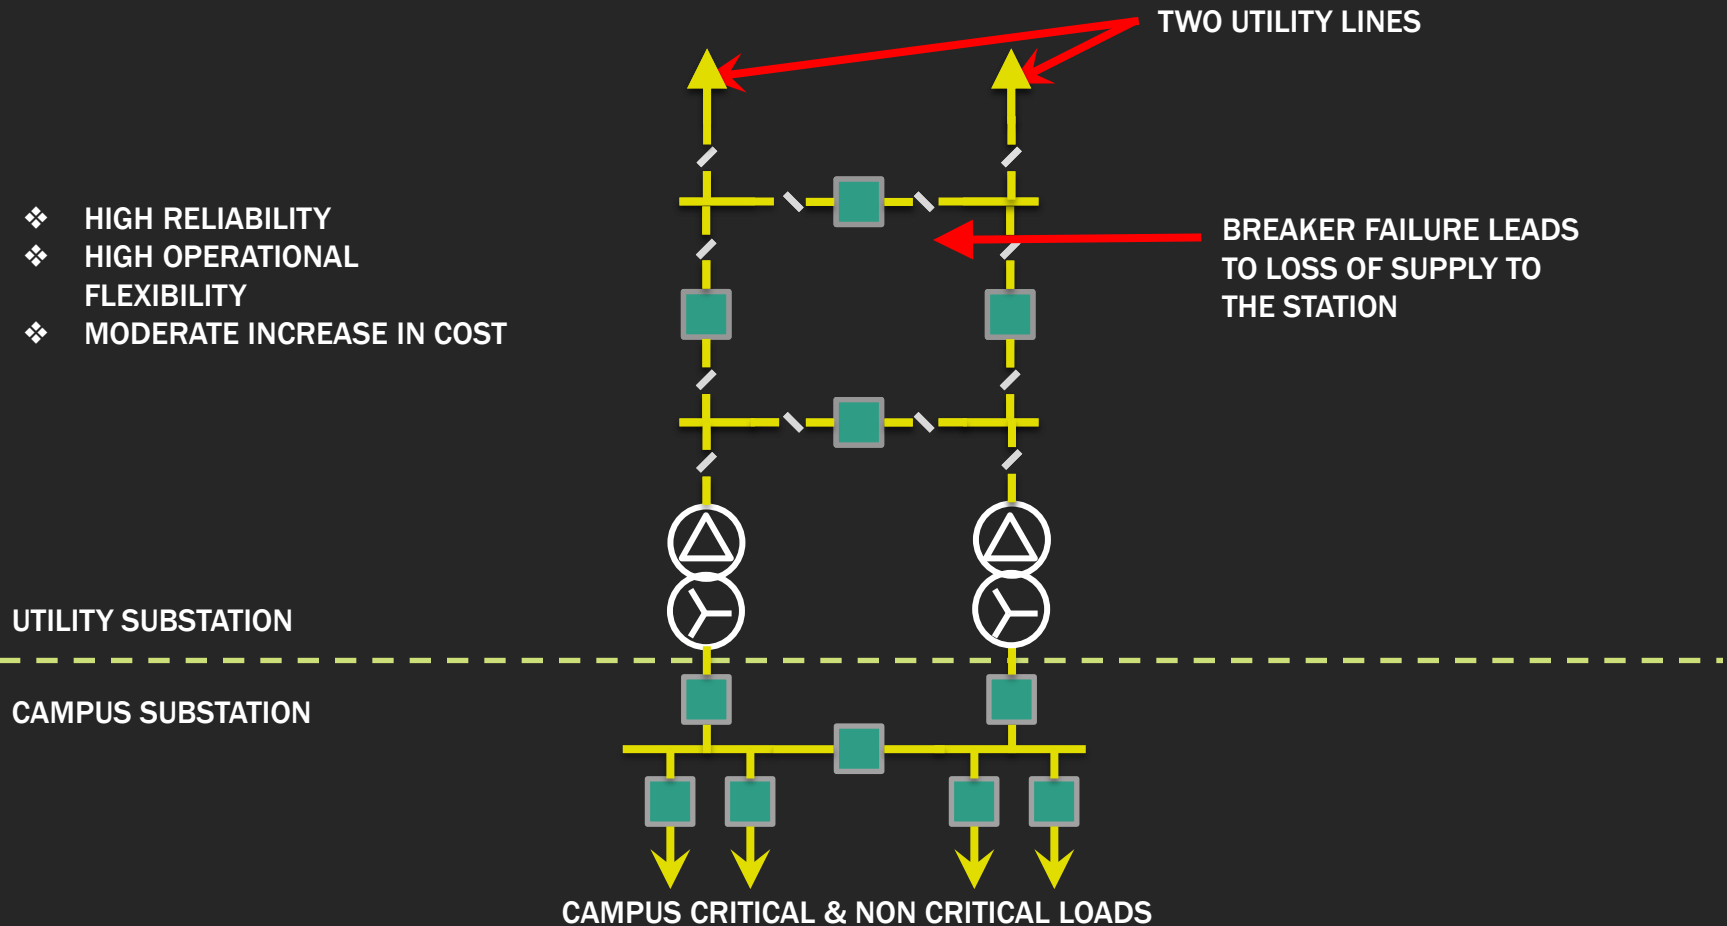 TWO UTILITY LINES
❖ HIGH RELIABILITY
❖ HIGH OPERATIONAL
FLEXIBILITY
❖ MODERATE INCREASE IN COST
BREAKER FAILURE LEADS
TO LOSS OF SUPPLY TO
THE STATION
UTILITY SUBSTATION
CAMPUS SUBSTATION
CAMPUS CRITICAL & NON CRITICAL LOADS